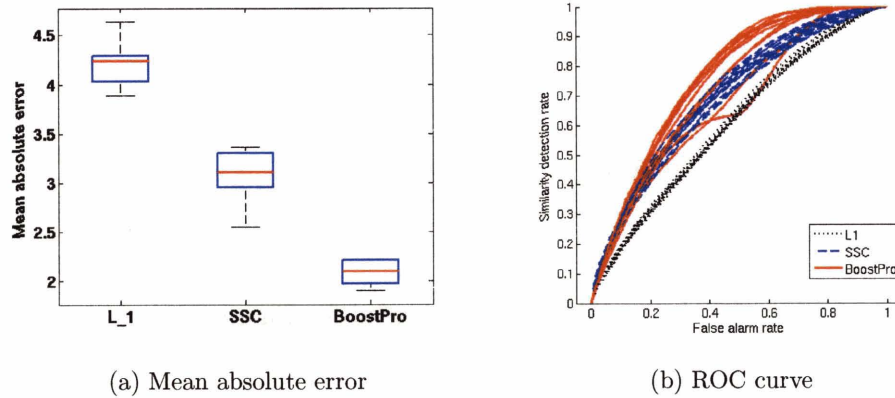 Mean absolute error
4.5
4
3.5
3
2.5
2
L_1 SSC BoostPro
(a) Mean absolute error
Similarity detection rate
1
0.9
0.8
0.7
0.6
0.5
0.4
0.3
0.2
0.1
0
0 0.2 0.4 0.6 0.8 1
False alarm rate
L1
SSC
BoostPro
(b) ROC curve